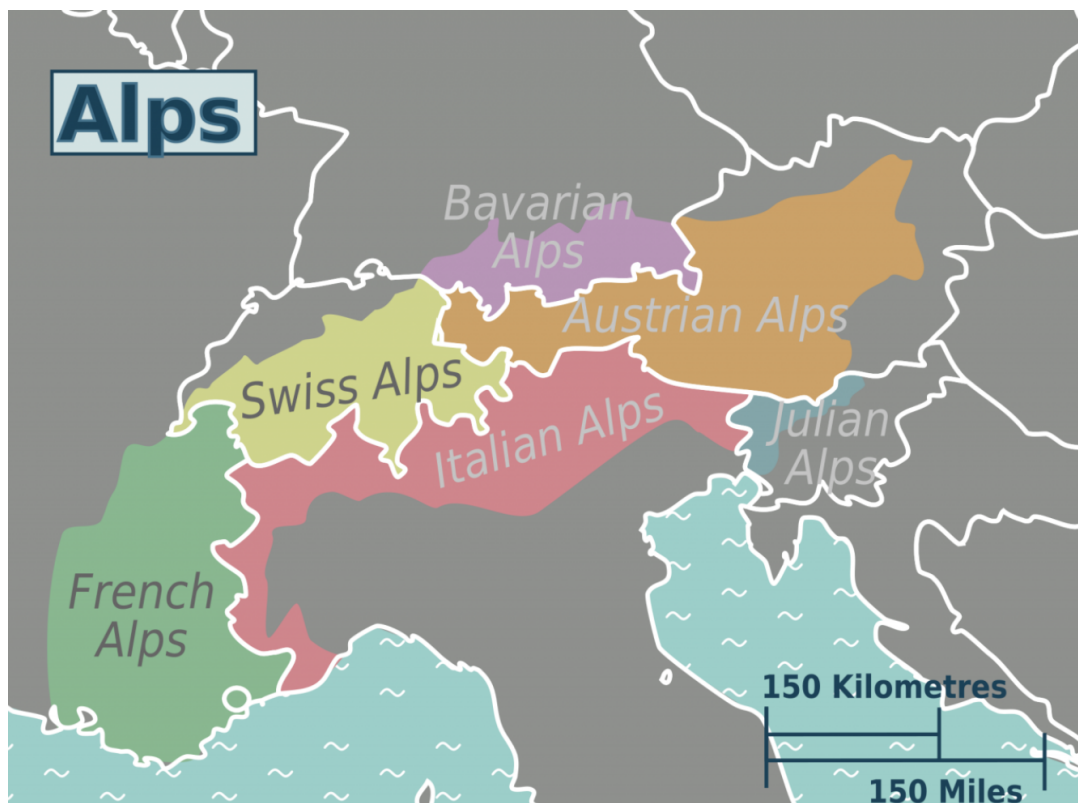 Alps
Bavarian
Alps
Austrian Alps
Swiss Alps
Italian Alps
Julian
Alps
French
Alps
150 Kilometres
150 Miles